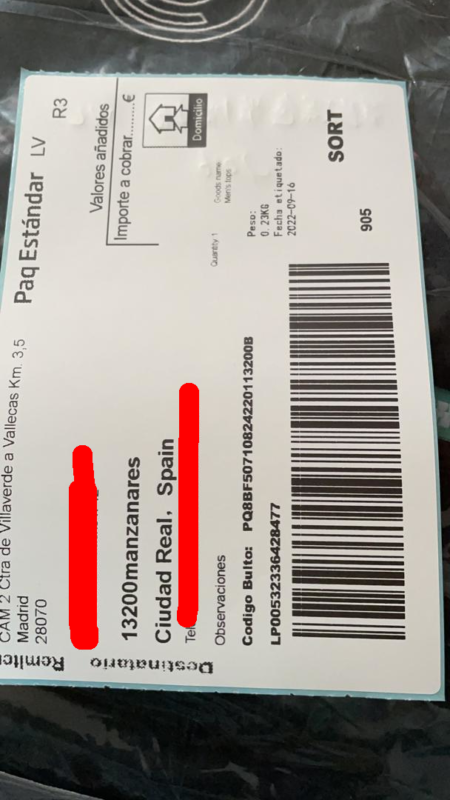 CAM 2 Ctra de Villaverde a Vallecas Km. 3,5
Madrid
28070
Remiten
Paq Estándar LV R3
Valores añadidos
Importe a cobrar.........€
Domicilio
Destinatario
13200manzanares
Ciudad Real, Spain
Observaciones
Quantity 1
Goods name
Men's tops
Codigo Bulto: PQ8BF50710824220113200B
LP00532336428477
Peso:
0.23KG
Fecha etiquetado:
2022-09-16
SORT
905